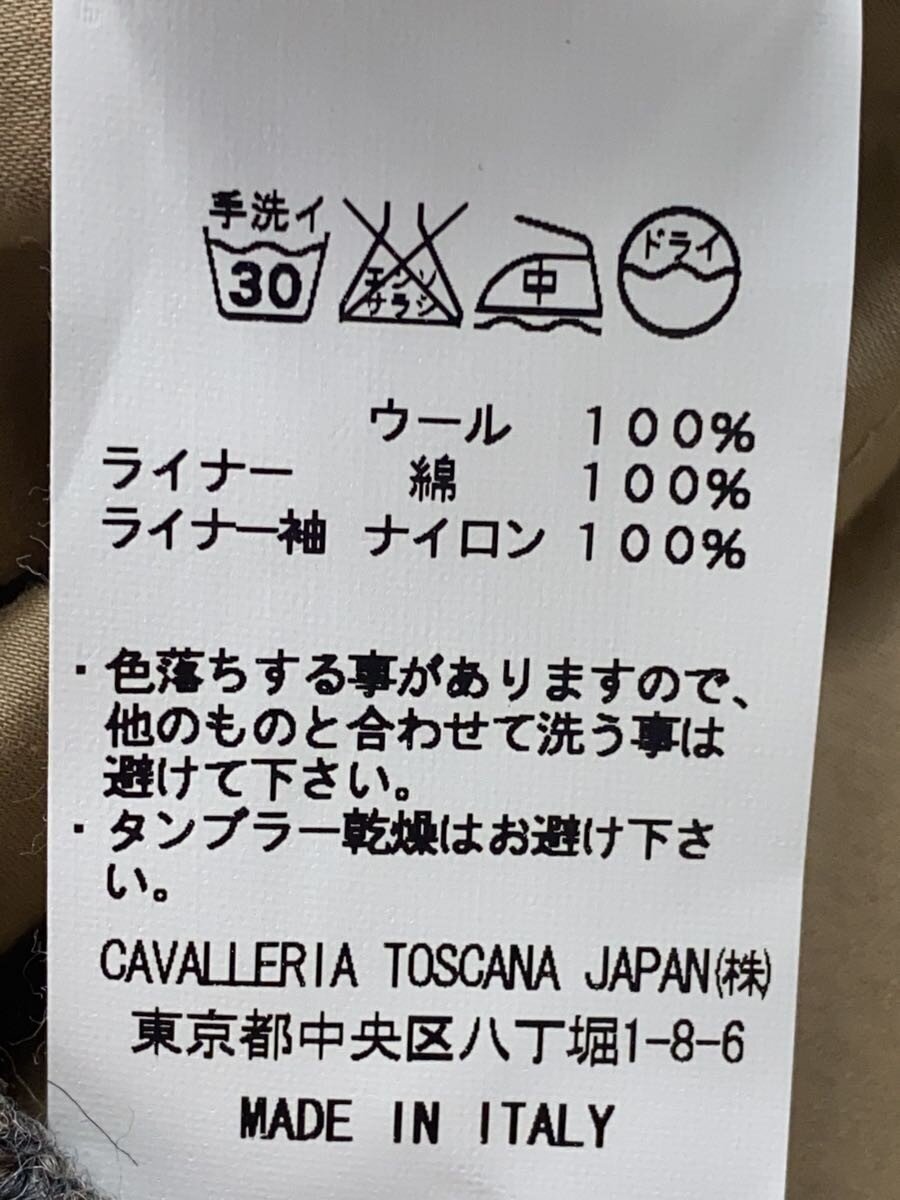 手洗イ
30
エンソ
サラシ
中
ドライ
ウール 100%
ライナー 綿 100%
ライナー袖 ナイロン 100%
・色落ちする事がありますので、
他のものと合わせて洗う事は
避けて下さい。
・タンブラー乾燥はお避け下さ
い。
CAVALLERIA TOSCANA JAPAN(株)
東京都中央区八丁堀1-8-6
MADE IN ITALY